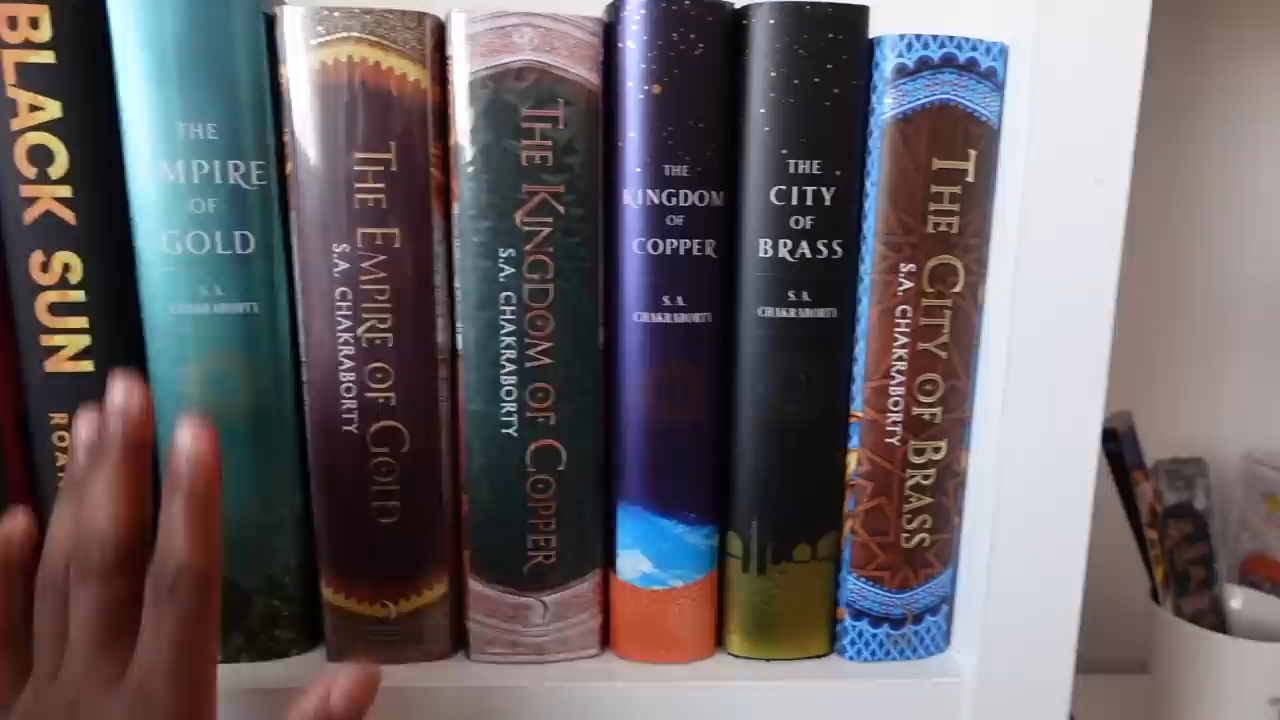 BLACK SUN
THE
EMPIRE
OF
GOLD
S. A.
CHAKRABORTY
THE EMPIRE OF GOLD
S.A. CHAKRABORTY
THE KINGDOM OF COPPER
S.A. CHAKRABORTY
THE
KINGDOM
OF
COPPER
S. A.
CHAKRABORTY
THE
CITY
OF
BRASS
S. A.
CHAKRABORTY
THE CITY OF BRASS
S.A. CHAKRABORTY